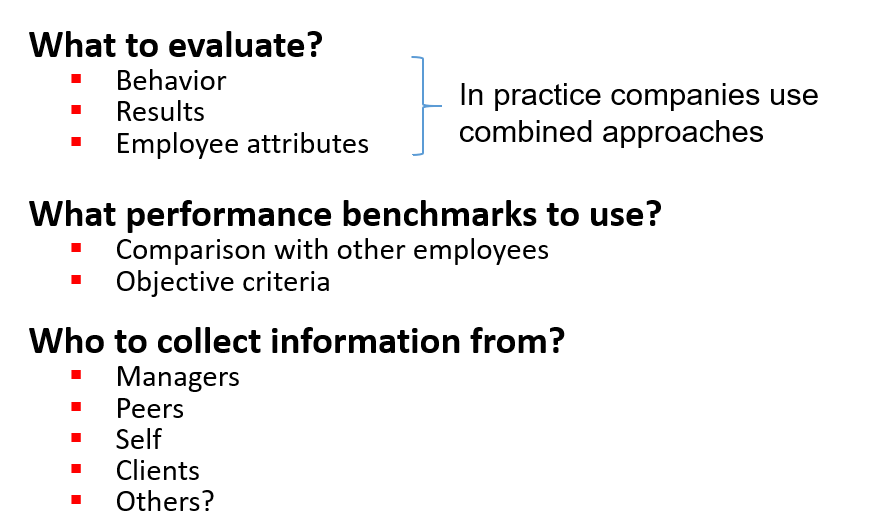 What to evaluate?
Behavior
Results
Employee attributes
In practice companies use
combined approaches
What performance benchmarks to use?
Comparison with other employees
Objective criteria
Who to collect information from?
Managers
Peers
Self
Clients
Others?